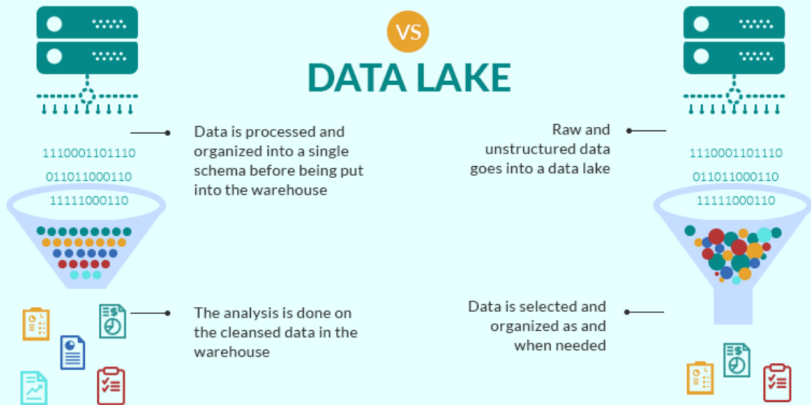 VS
DATA LAKE
Data is processed and
organized into a single
schema before being put
into the warehouse
Raw and
unstructured data
goes into a data lake
1110001101110
011011000110
11111000110
1110001101110
011011000110
11111000110
The analysis is done on
the cleansed data in the
warehouse
Data is selected and
organized as and
when needed